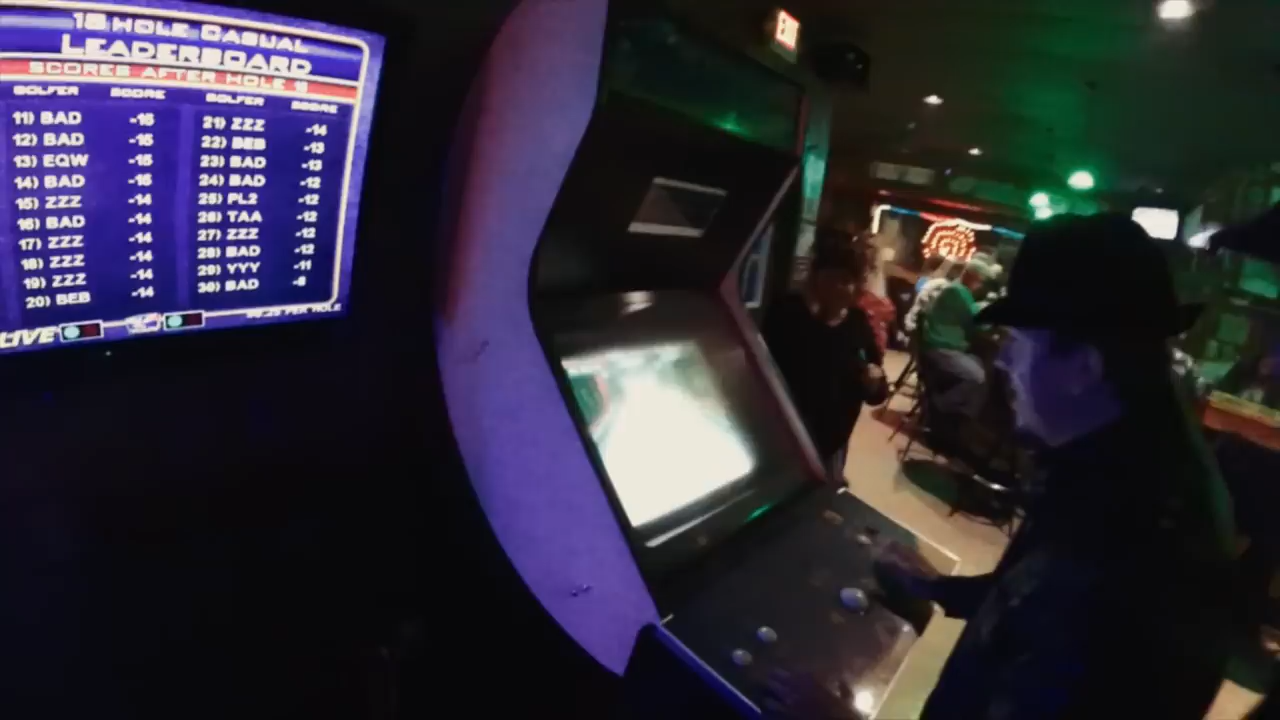 18 HOLE CASUAL
LEADERBOARD
SCORES AFTER HOLE
GOLFER SCORE GOLFER SCORE
11) BAD -15 21) ZZZ -14
12) BAD -15 22) BEB -13
13) EQW -15 23) BAD -13
14) BAD -15 24) BAD -12
15) ZZZ -14 25) PL2 -12
16) BAD -14 26) TAA -12
17) ZZZ -14 27) ZZZ -12
18) ZZZ -14 28) BAD -12
19) ZZZ -14 29) YYY -11
20) BEB -14 30) BAD
LIVE PER HOLE
EXIT